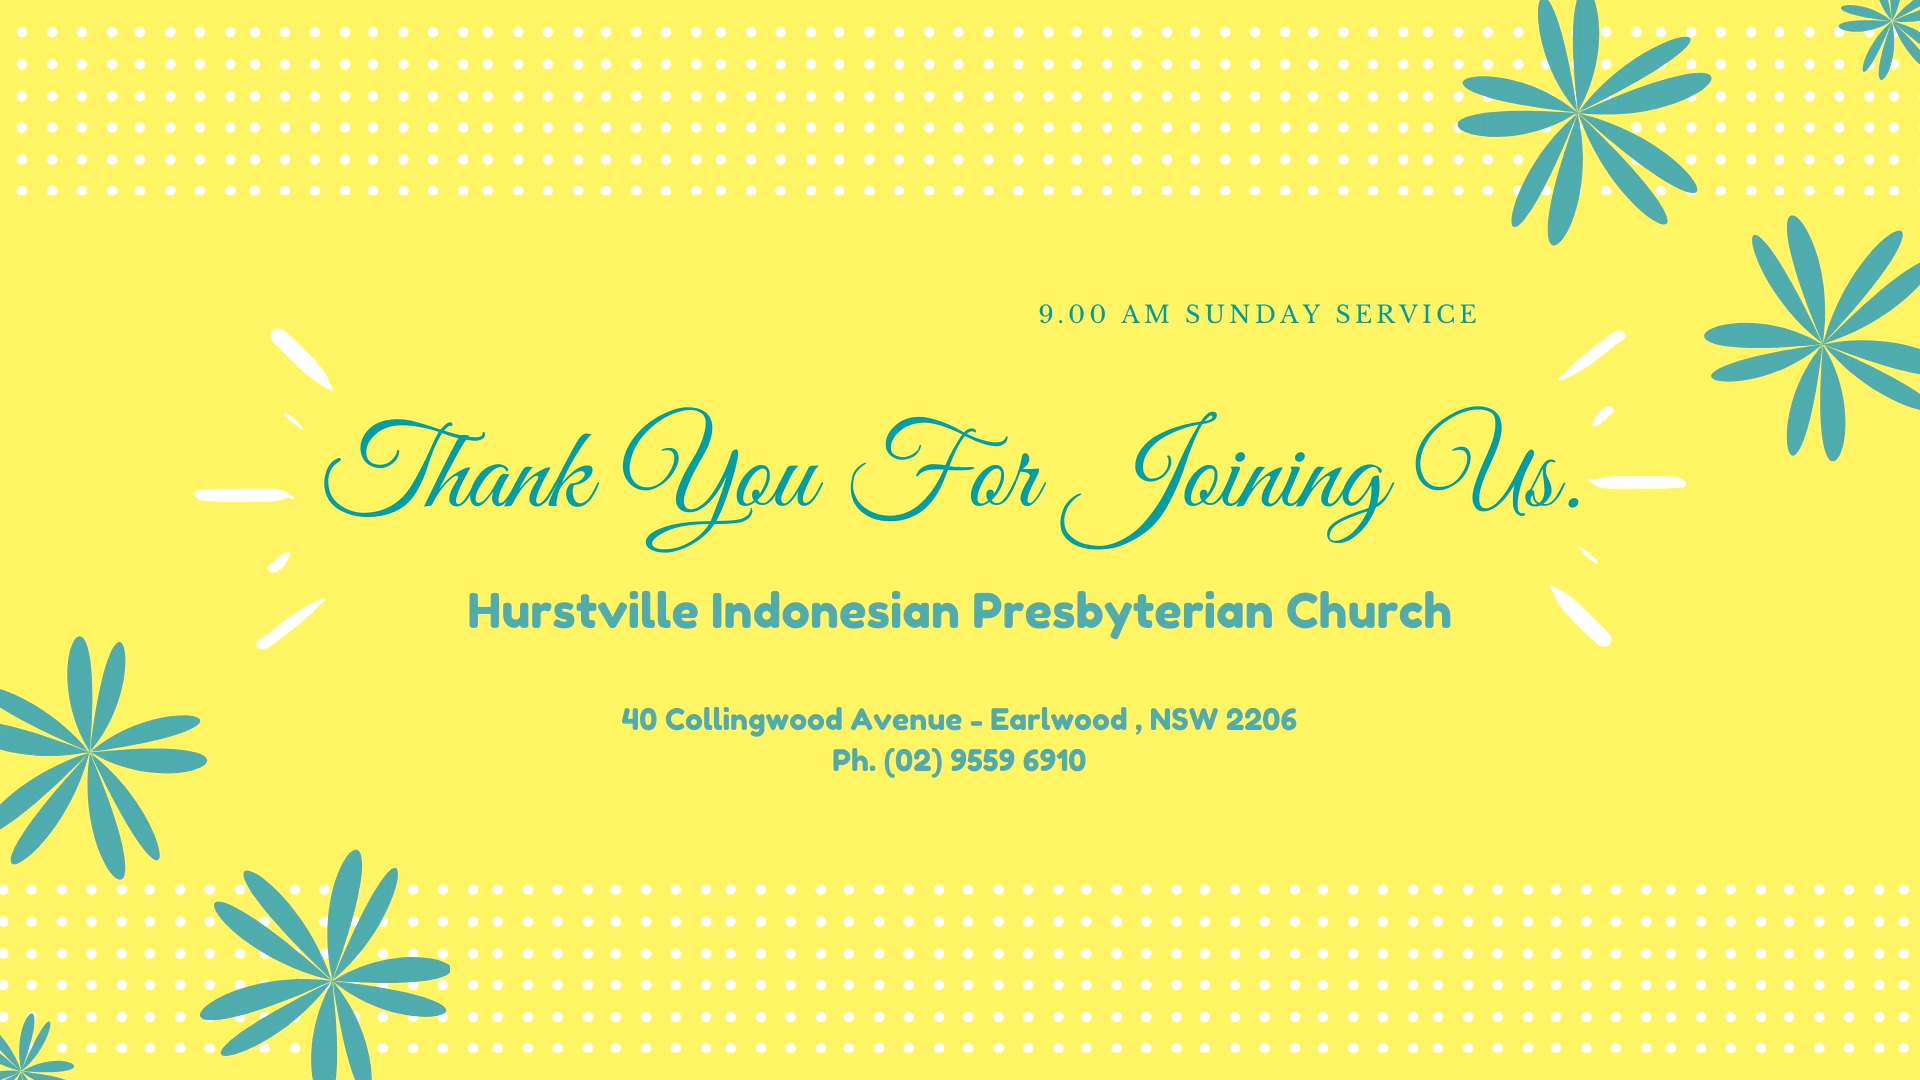 9.00 AM SUNDAY SERVICE
Thank You For Joining Us.
Hurstville Indonesian Presbyterian Church
40 Collingwood Avenue - Earlwood , NSW 2206
Ph. (02) 9559 6910